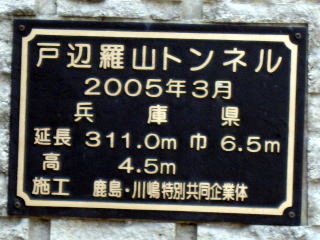 戸辺羅山トンネル
2005年3月
兵庫県
延長 311.0m 巾 6.5m
高 4.5m
施工 鹿島・川嶋特別共同企業体